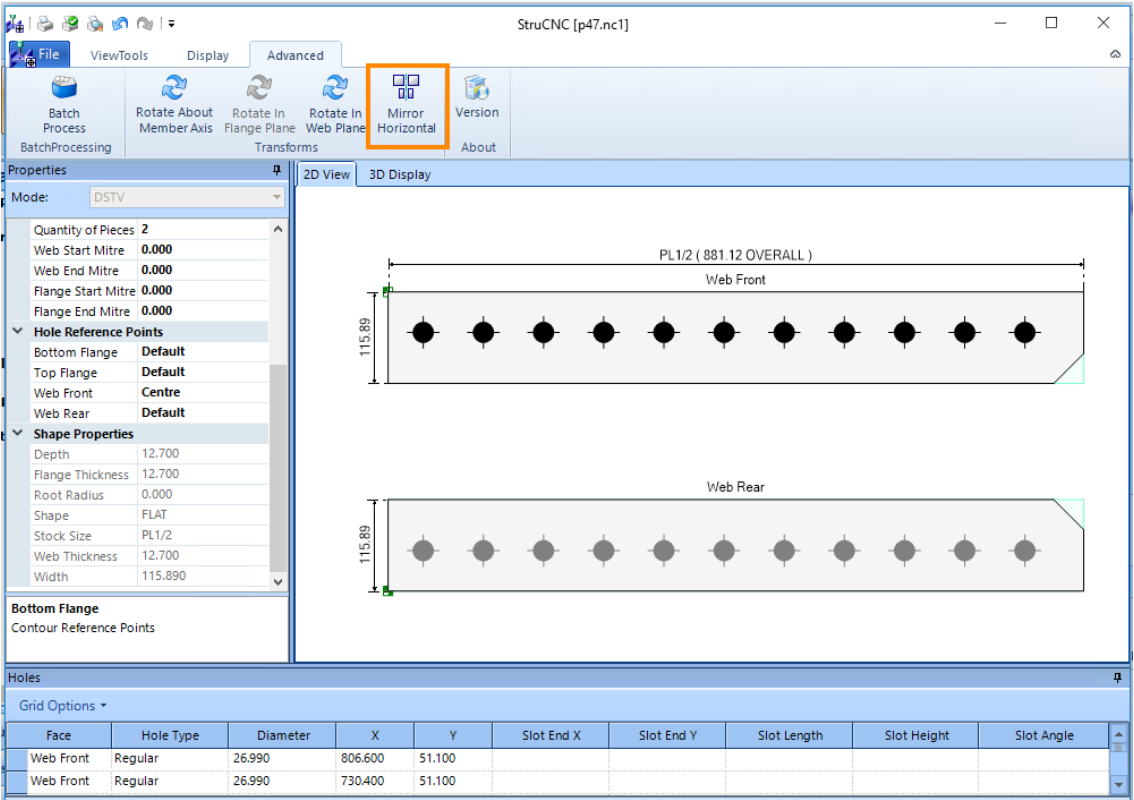 StruCNC [p47.nc1]
File ViewTools Display Advanced
Batch Process
Rotate About Member Axis
Rotate In Flange Plane
Rotate In Web Plane
Mirror Horizontal
Version
BatchProcessing Transforms About
Properties
Mode: DSTV
Quantity of Pieces 2
Web Start Mitre 0.000
Web End Mitre 0.000
Flange Start Mitre 0.000
Flange End Mitre 0.000
Hole Reference Points
Bottom Flange Default
Top Flange Default
Web Front Centre
Web Rear Default
Shape Properties
Depth 12.700
Flange Thickness 12.700
Root Radius 0.000
Shape FLAT
Stock Size PL1/2
Web Thickness 12.700
Width 115.890
Bottom Flange
Contour Reference Points
2D View 3D Display
PL1/2 ( 881.12 OVERALL )
Web Front
115.89
Web Rear
115.89
Holes
Grid Options
Face Hole Type Diameter X Y Slot End X Slot End Y Slot Length Slot Height Slot Angle
Web Front Regular 26.990 806.600 51.100
Web Front Regular 26.990 730.400 51.100